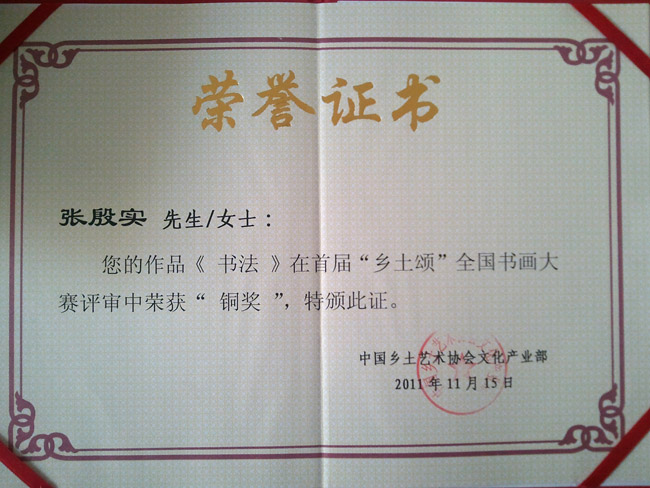 荣誉证书
张殷实 先生/女士：
您的作品《 书法 》在首届“乡土颂”全国书画大
赛评审中荣获“ 铜奖 ”，特颁此证。
中国乡土艺术协会文化产业部
2011年11月15日